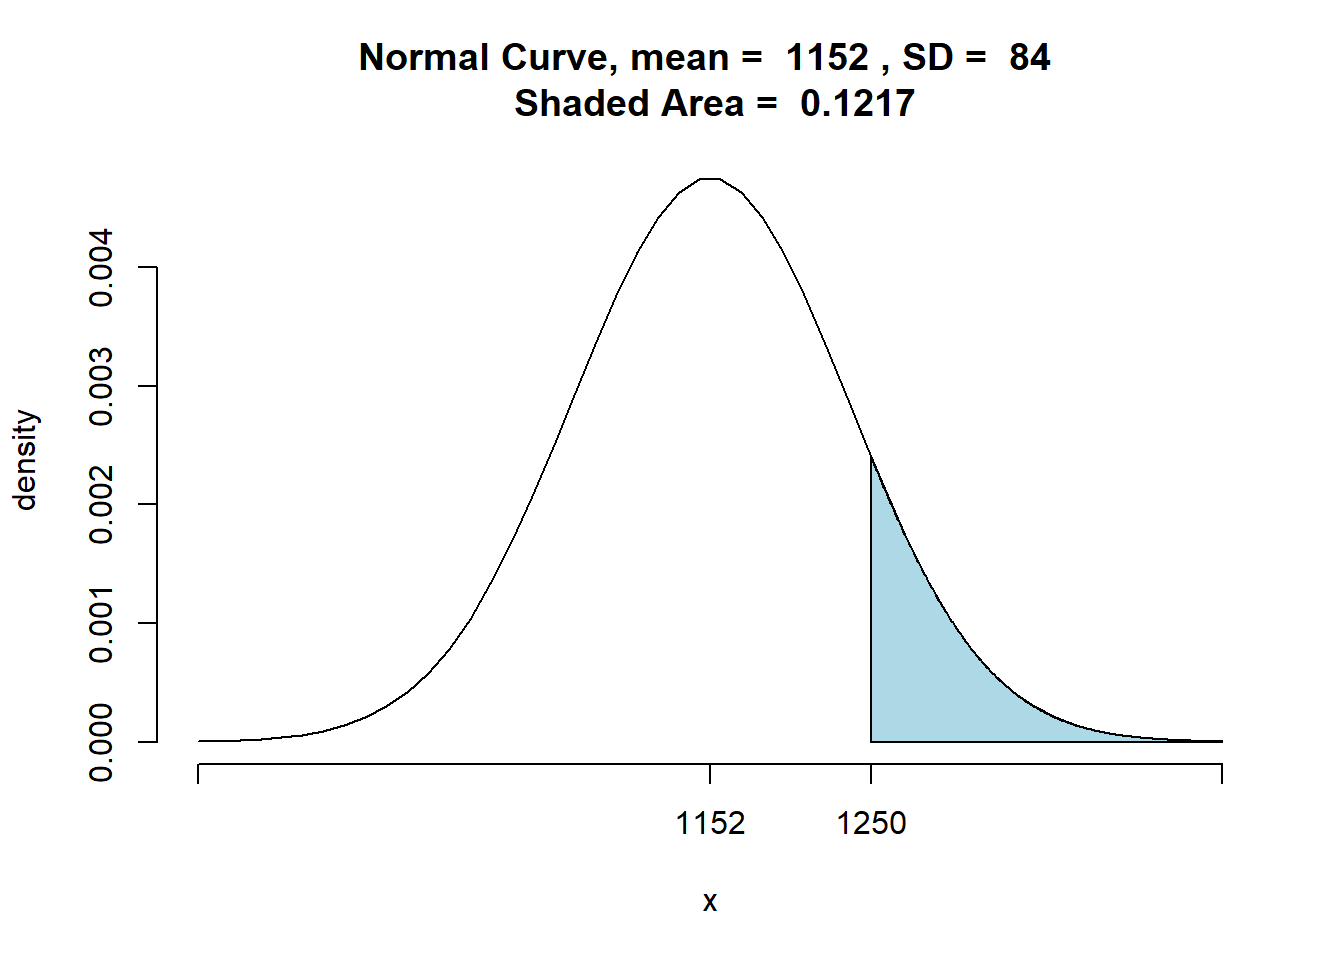 Normal Curve, mean =  1152 , SD =  84
Shaded Area =  0.1217
density
0.004
0.003
0.002
0.001
0.000
1152
1250
x